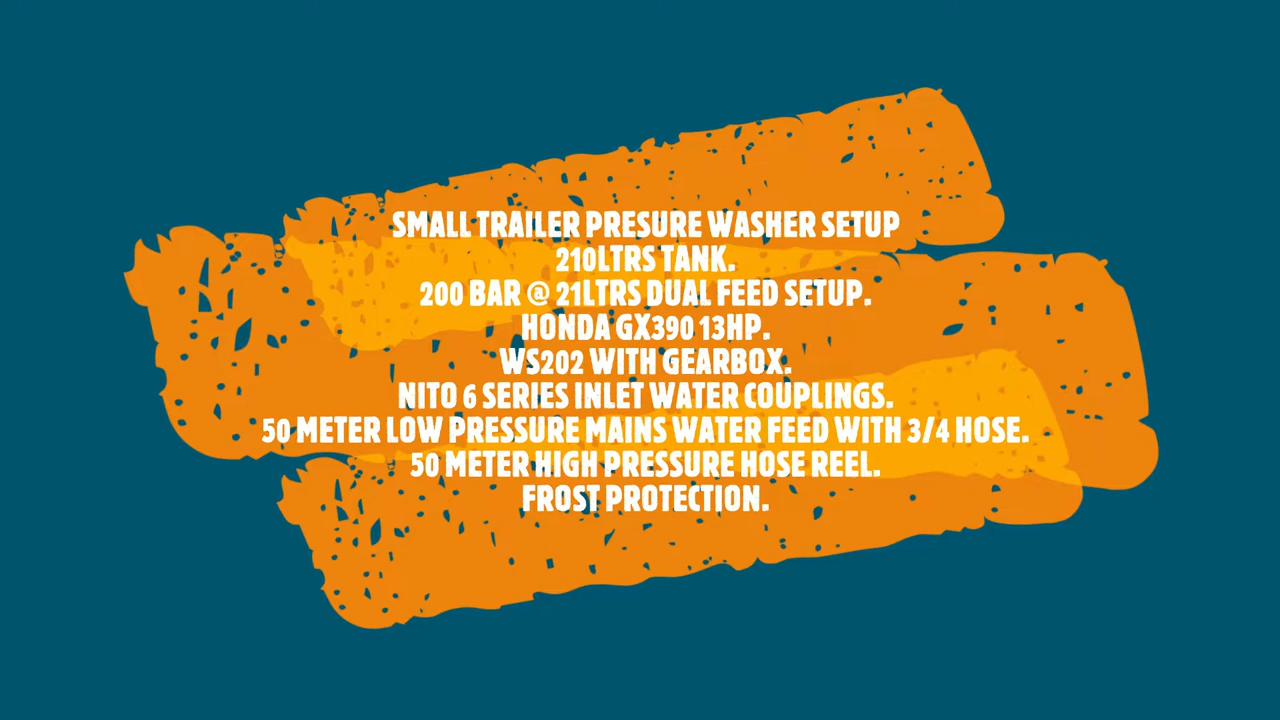 SMALL TRAILER PRESURE WASHER SETUP
210LTRS TANK.
200 BAR @ 21LTRS DUAL FEED SETUP.
HONDA GX390 13HP.
WS202 WITH GEARBOX.
NITO 6 SERIES INLET WATER COUPLINGS.
50 METER LOW PRESSURE MAINS WATER FEED WITH 3/4 HOSE.
50 METER HIGH PRESSURE HOSE REEL.
FROST PROTECTION.